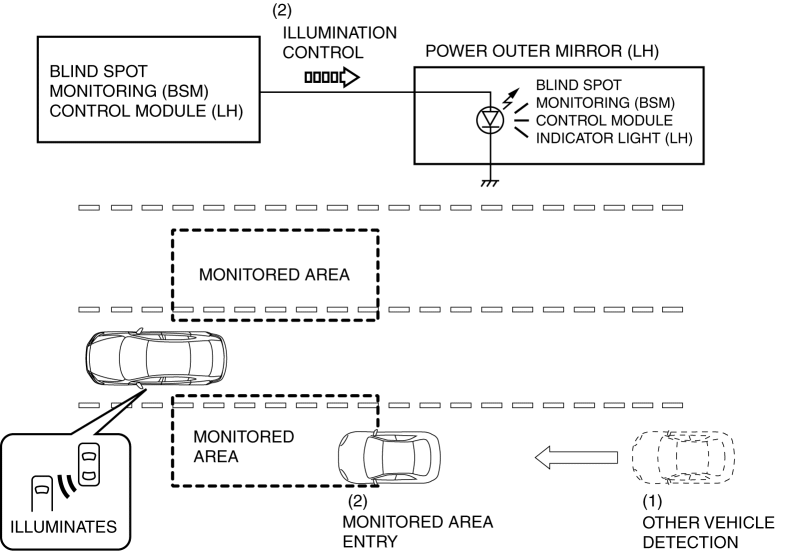 (2)
ILLUMINATION
CONTROL
BLIND SPOT
MONITORING (BSM)
CONTROL MODULE (LH)
POWER OUTER MIRROR (LH)
BLIND SPOT
MONITORING (BSM)
CONTROL MODULE
INDICATOR LIGHT (LH)
MONITORED AREA
MONITORED
AREA
ILLUMINATES
(2)
MONITORED AREA
ENTRY
(1)
OTHER VEHICLE
DETECTION